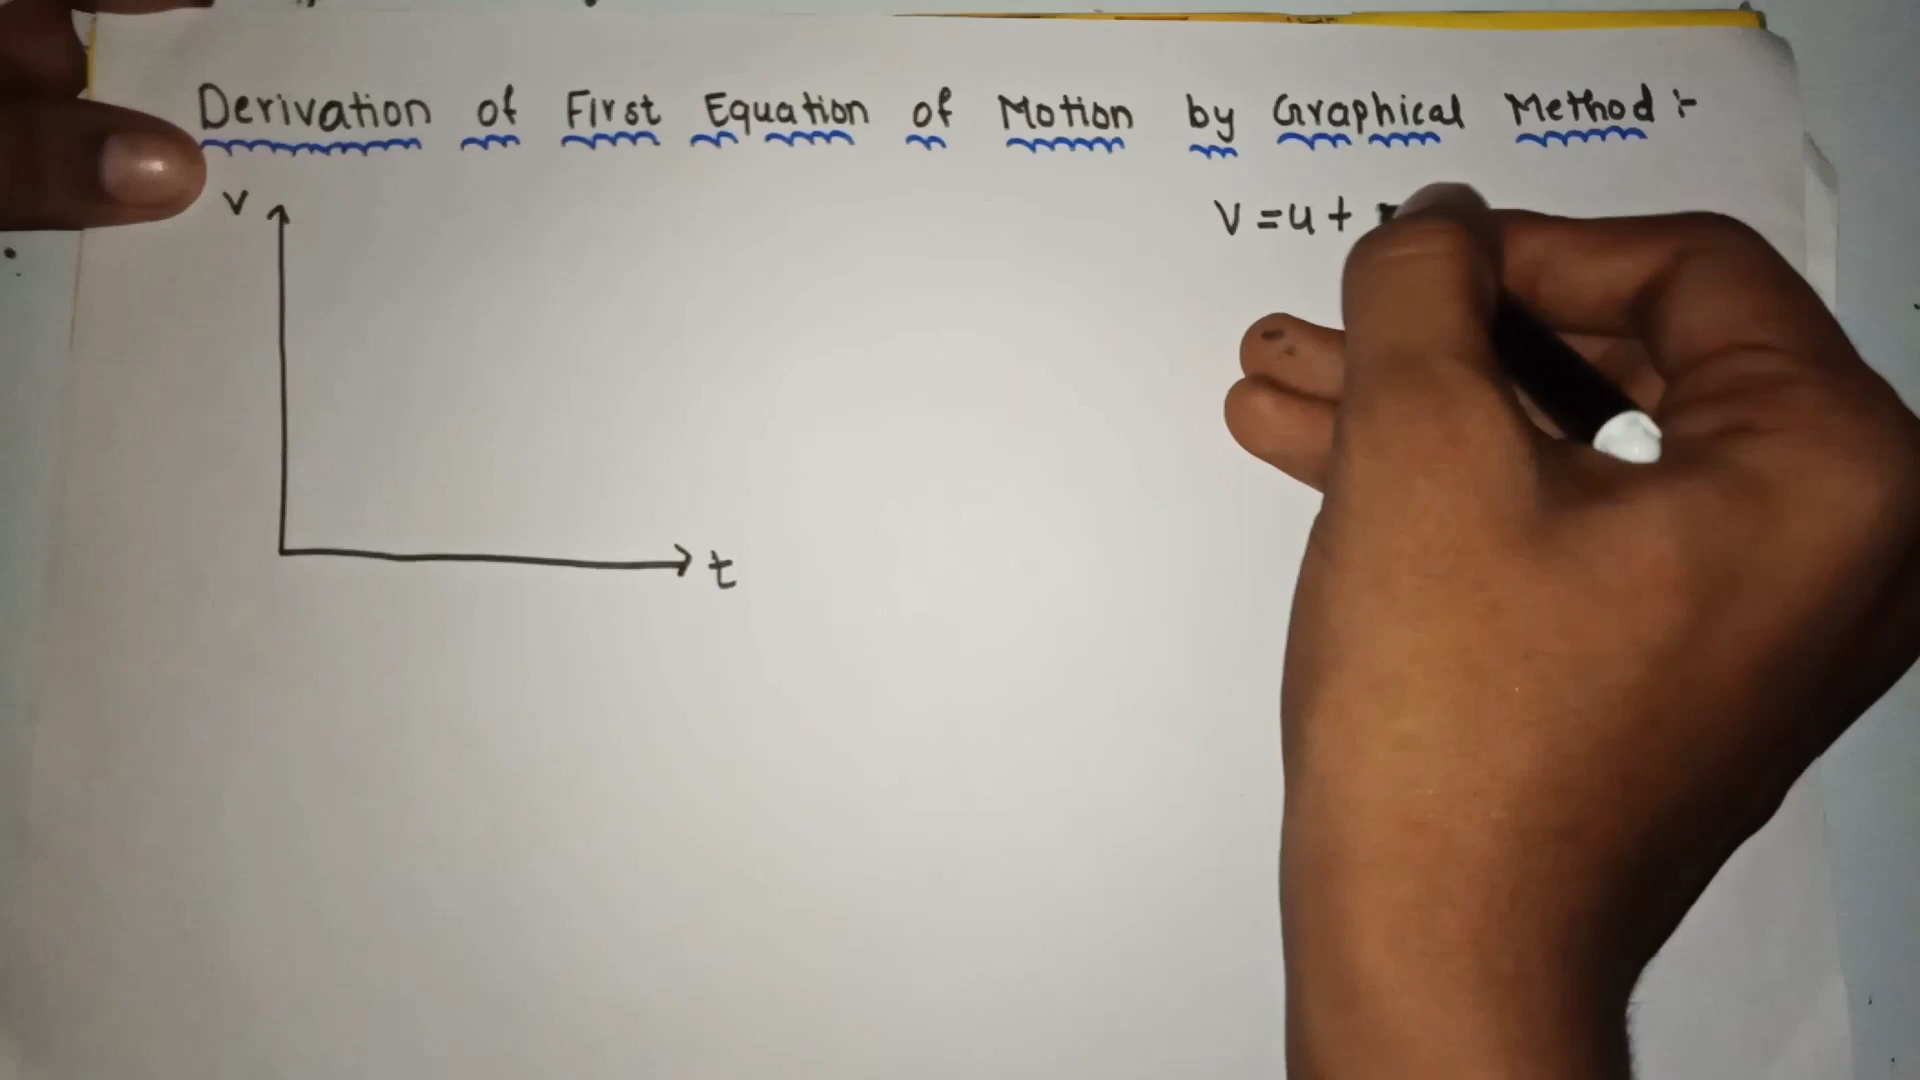 Derivation of First Equation of Motion by Graphical Method :-
v
V = u +
t